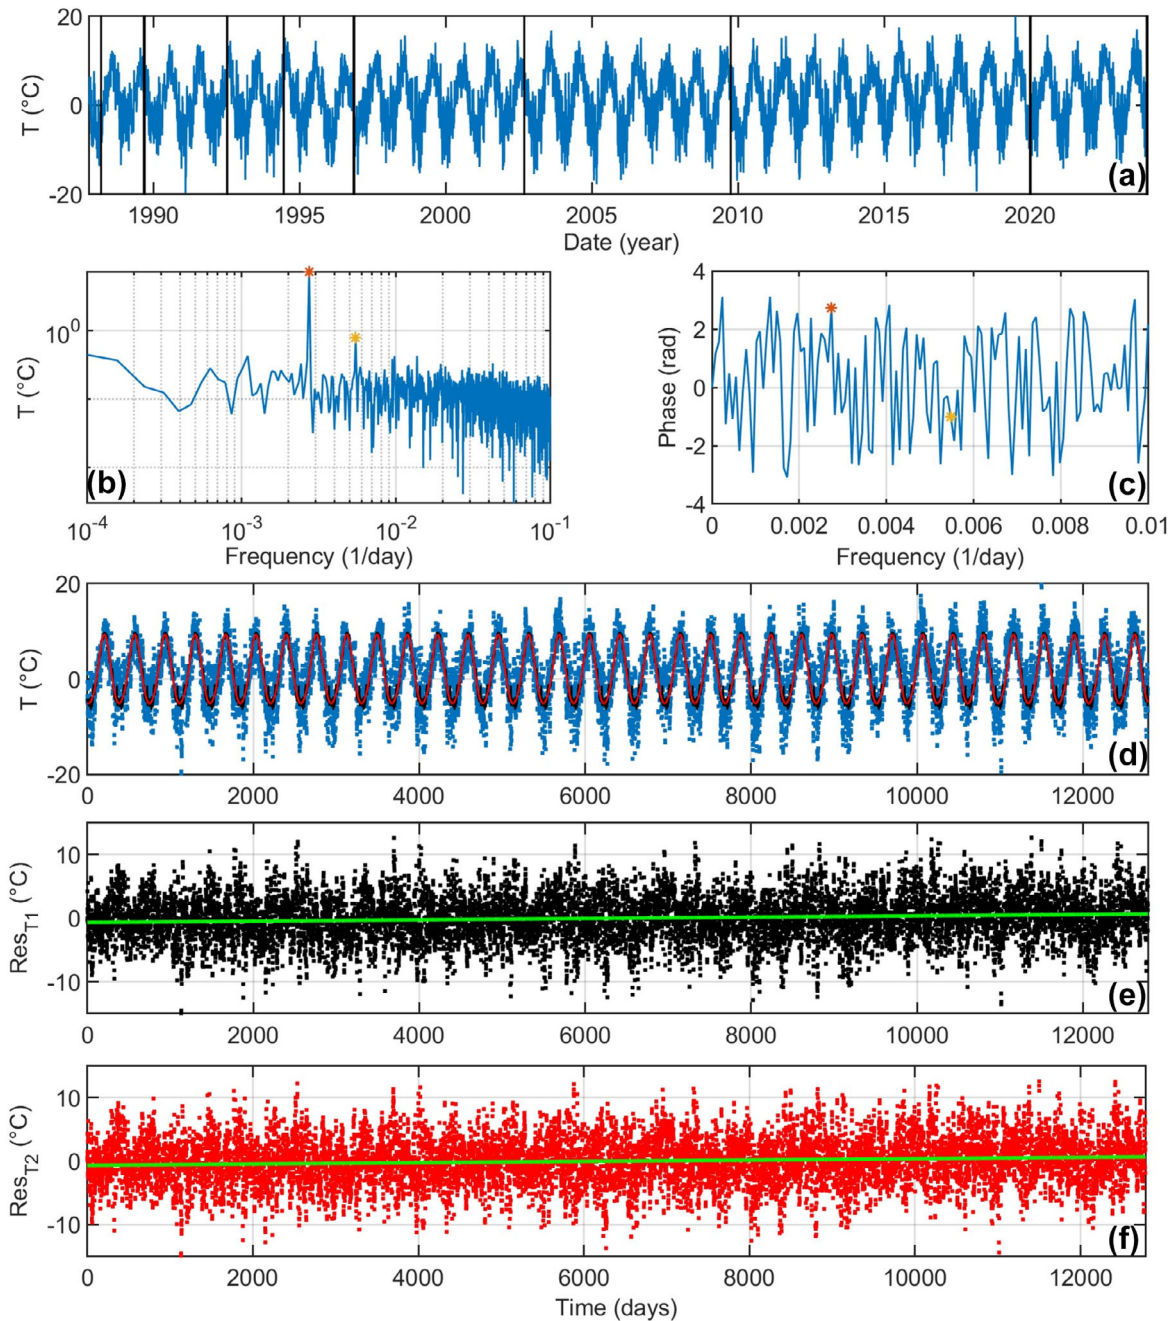 20
0
-20
T (°C)
(a)
1990 1995 2000 2005 2010 2015 2020
Date (year)
10⁰
T (°C)
(b)
10⁻⁴ 10⁻³ 10⁻² 10⁻¹
Frequency (1/day)
4
2
0
-2
-4
Phase (rad)
(c)
0 0.002 0.004 0.006 0.008 0.01
Frequency (1/day)
20
0
-20
T (°C)
(d)
0 2000 4000 6000 8000 10000 12000
10
0
-10
Res_T1 (°C)
(e)
0 2000 4000 6000 8000 10000 12000
10
0
-10
Res_T2 (°C)
(f)
0 2000 4000 6000 8000 10000 12000
Time (days)